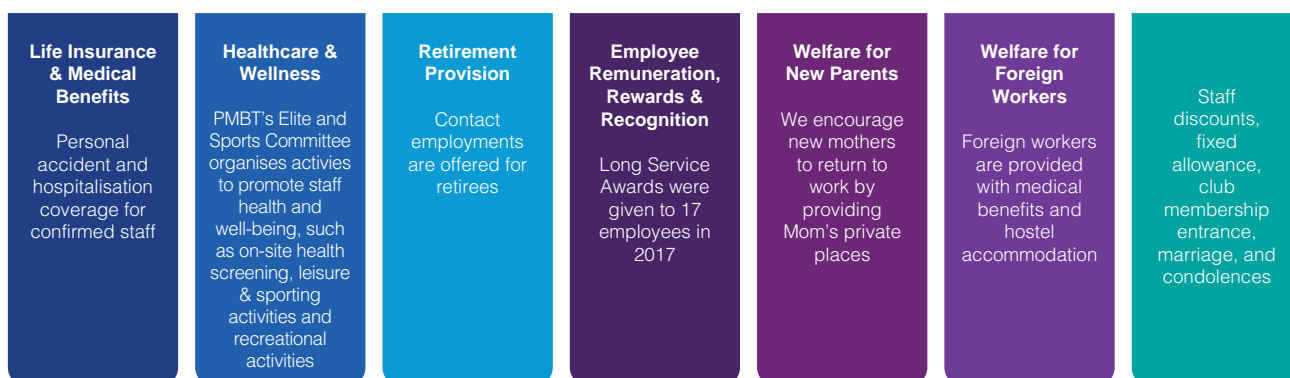 Life Insurance
& Medical
Benefits
Personal
accident and
hospitalisation
coverage for
confirmed staff
Healthcare &
Wellness
PMBT’s Elite and
Sports Committee
organises activies
to promote staff
health and
well-being, such
as on-site health
screening, leisure
& sporting
activities and
recreational
activities
Retirement
Provision
Contact
employments
are offered for
retirees
Employee
Remuneration,
Rewards &
Recognition
Long Service
Awards were
given to 17
employees in
2017
Welfare for
New Parents
We encourage
new mothers
to return to
work by
providing
Mom’s private
places
Welfare for
Foreign
Workers
Foreign workers
are provided
with medical
benefits and
hostel
accommodation
Staff
discounts,
fixed
allowance,
club
membership
entrance,
marriage, and
condolences